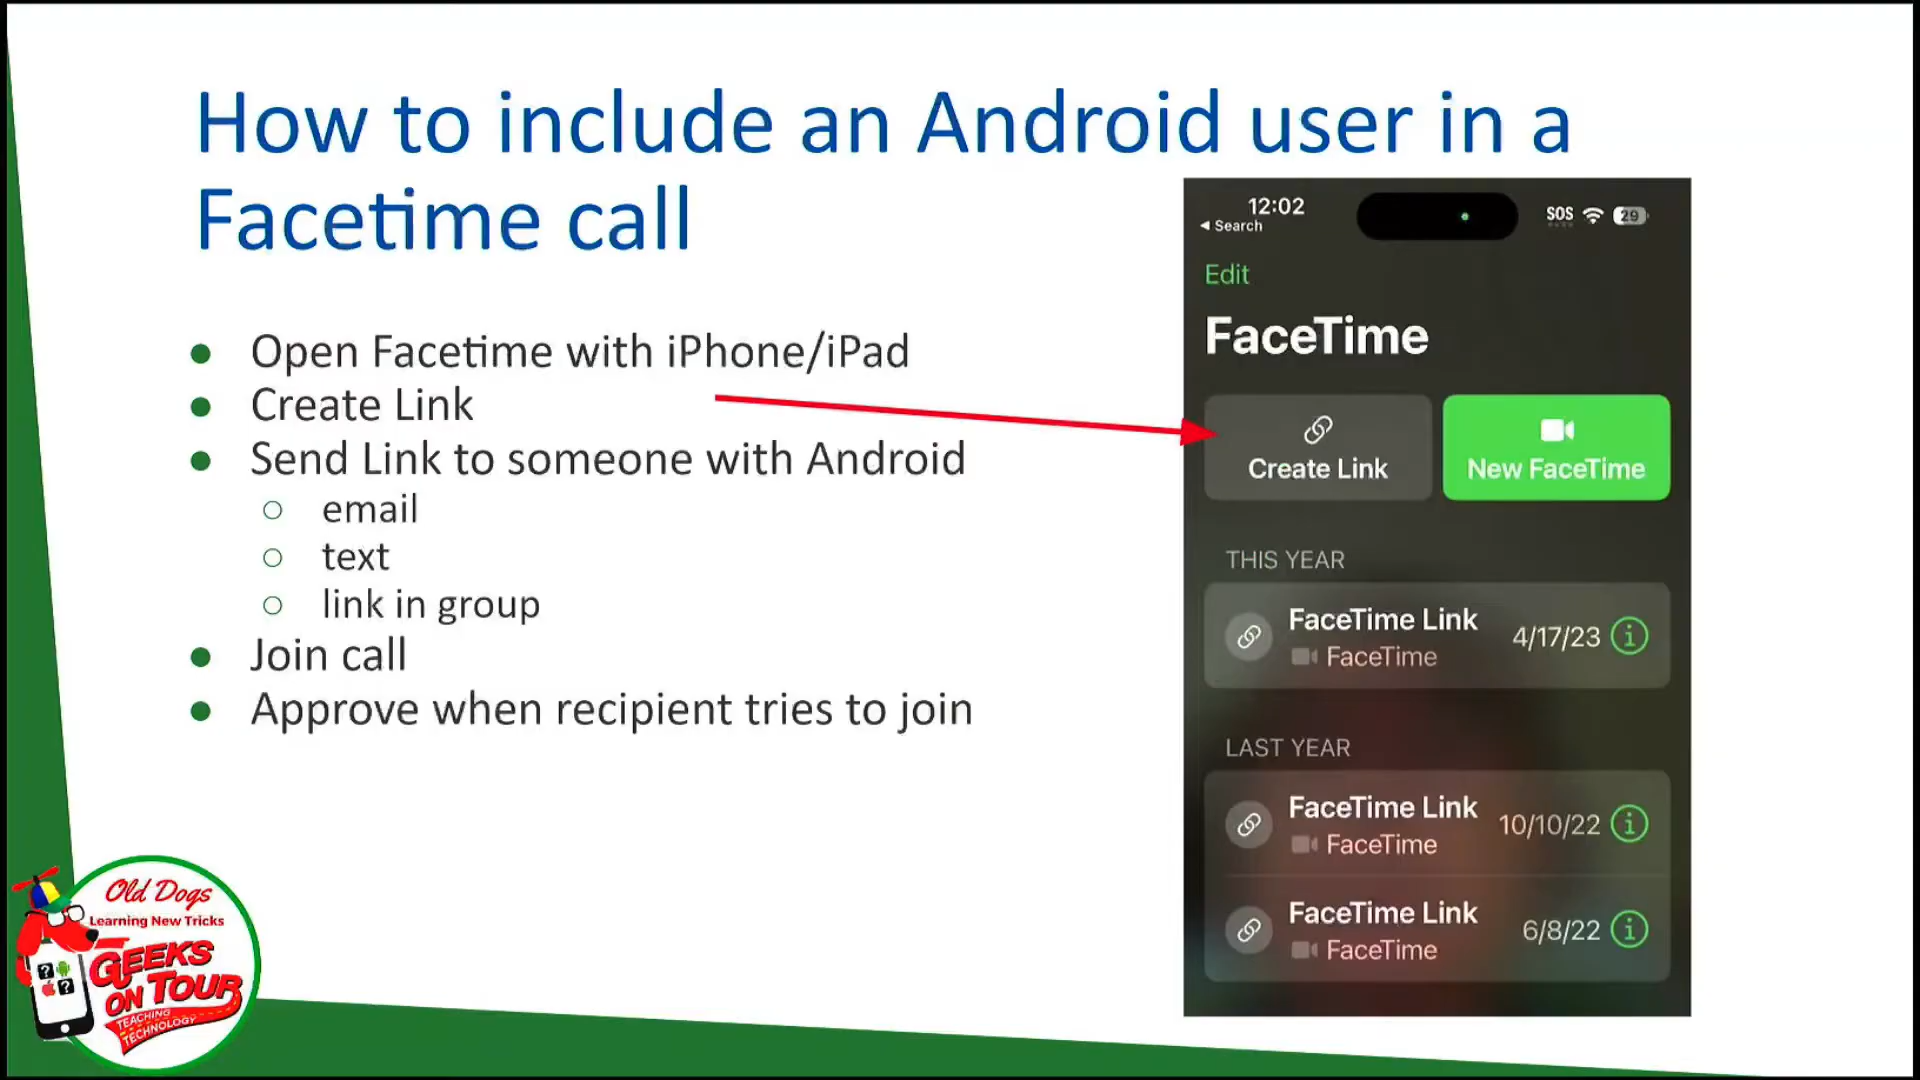 How to include an Android user in a
Facetime call
● Open Facetime with iPhone/iPad
● Create Link
● Send Link to someone with Android
○ email
○ text
○ link in group
● Join call
● Approve when recipient tries to join
12:02
◀ Search
SOS
29
Edit
FaceTime
Create Link
New FaceTime
THIS YEAR
FaceTime Link
FaceTime
4/17/23
LAST YEAR
FaceTime Link
FaceTime
10/10/22
FaceTime Link
FaceTime
6/8/22
Old Dogs
Learning New Tricks
GEEKS
ON TOUR
TEACHING
TECHNOLOGY